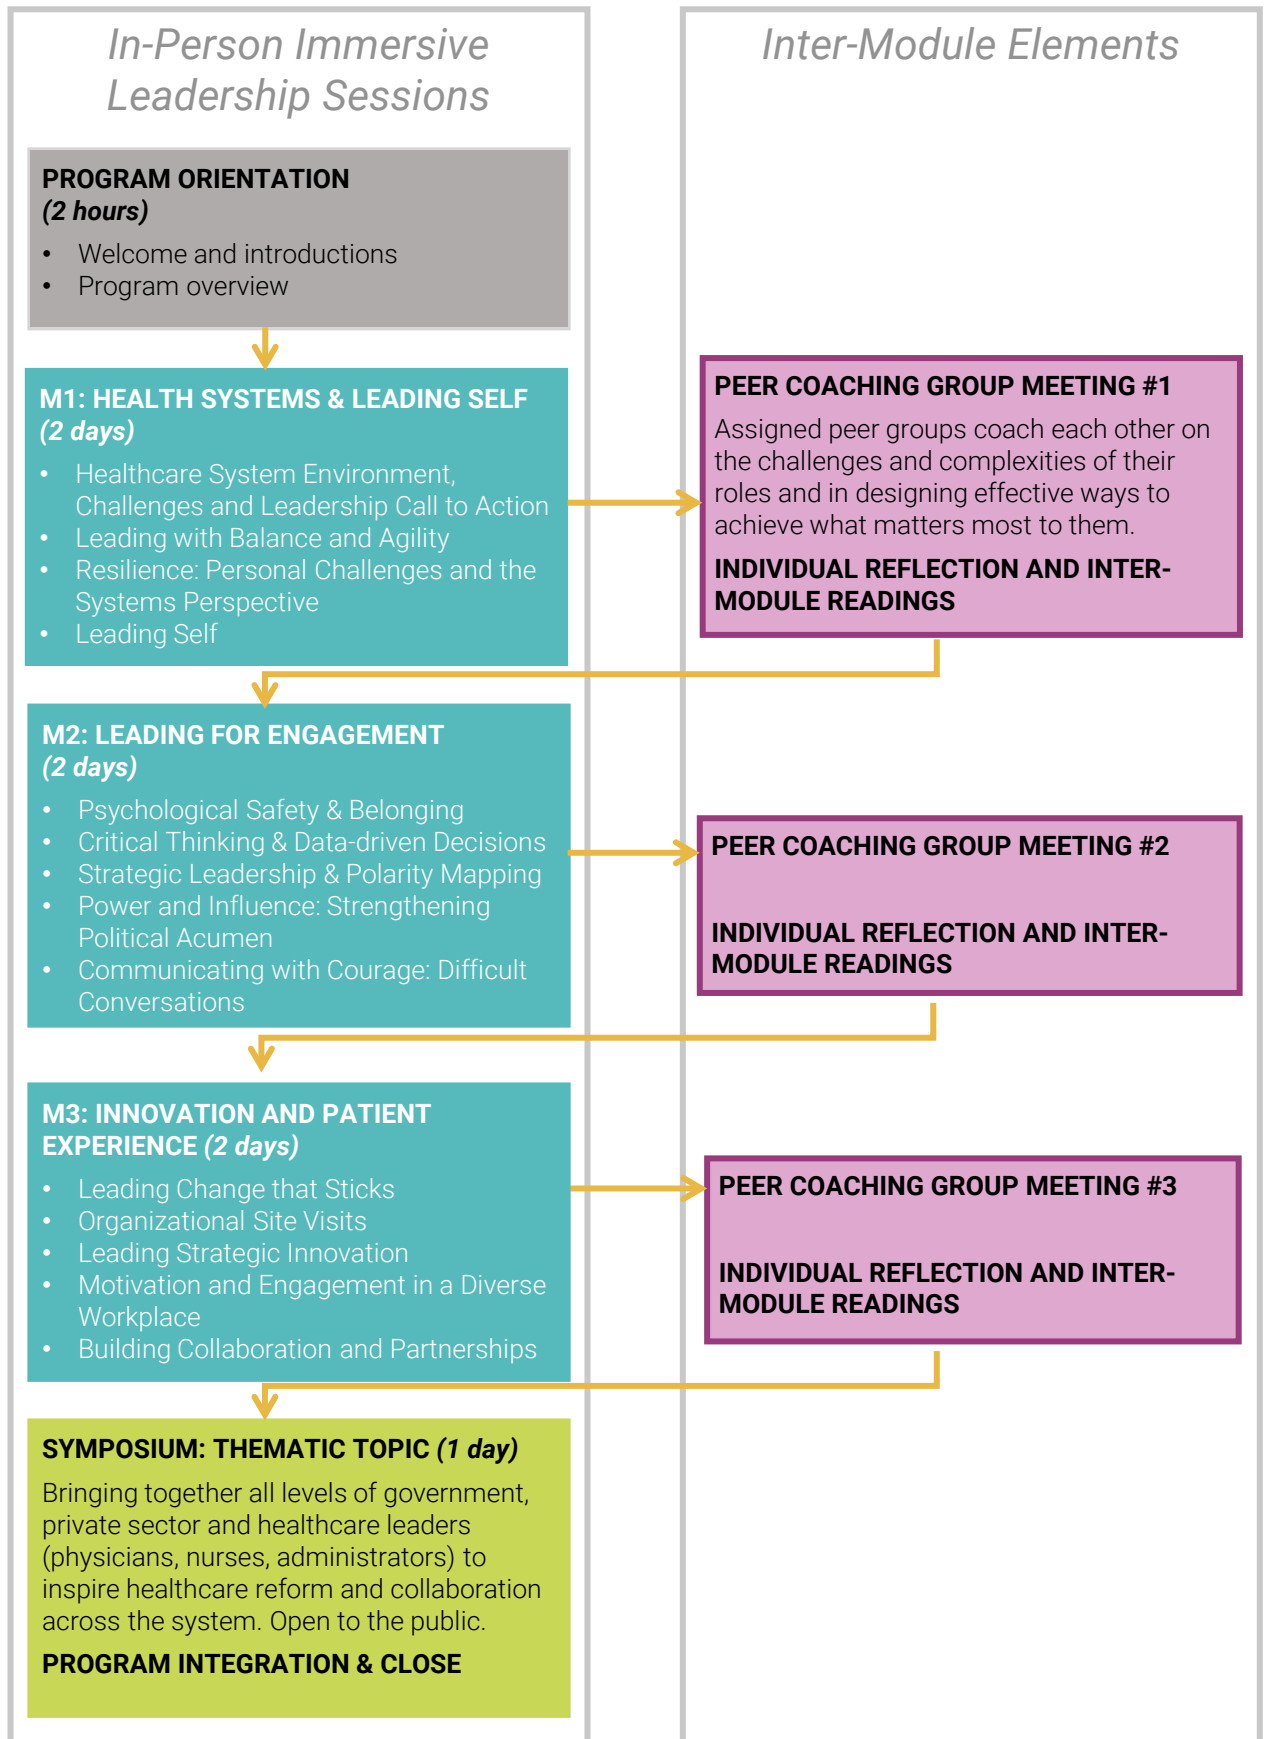 In-Person Immersive
Leadership Sessions
PROGRAM ORIENTATION
(2 hours)
• Welcome and introductions
• Program overview
M1: HEALTH SYSTEMS & LEADING SELF
(2 days)
• Healthcare System Environment,
Challenges and Leadership Call to Action
• Leading with Balance and Agility
• Resilience: Personal Challenges and the
Systems Perspective
• Leading Self
M2: LEADING FOR ENGAGEMENT
(2 days)
• Psychological Safety & Belonging
• Critical Thinking & Data-driven Decisions
• Strategic Leadership & Polarity Mapping
• Power and Influence: Strengthening
Political Acumen
• Communicating with Courage: Difficult
Conversations
M3: INNOVATION AND PATIENT
EXPERIENCE (2 days)
• Leading Change that Sticks
• Organizational Site Visits
• Leading Strategic Innovation
• Motivation and Engagement in a Diverse
Workplace
• Building Collaboration and Partnerships
SYMPOSIUM: THEMATIC TOPIC (1 day)
Bringing together all levels of government,
private sector and healthcare leaders
(physicians, nurses, administrators) to
inspire healthcare reform and collaboration
across the system. Open to the public.
PROGRAM INTEGRATION & CLOSE
Inter-Module Elements
PEER COACHING GROUP MEETING #1
Assigned peer groups coach each other on
the challenges and complexities of their
roles and in designing effective ways to
achieve what matters most to them.
INDIVIDUAL REFLECTION AND INTER-
MODULE READINGS
PEER COACHING GROUP MEETING #2
INDIVIDUAL REFLECTION AND INTER-
MODULE READINGS
PEER COACHING GROUP MEETING #3
INDIVIDUAL REFLECTION AND INTER-
MODULE READINGS